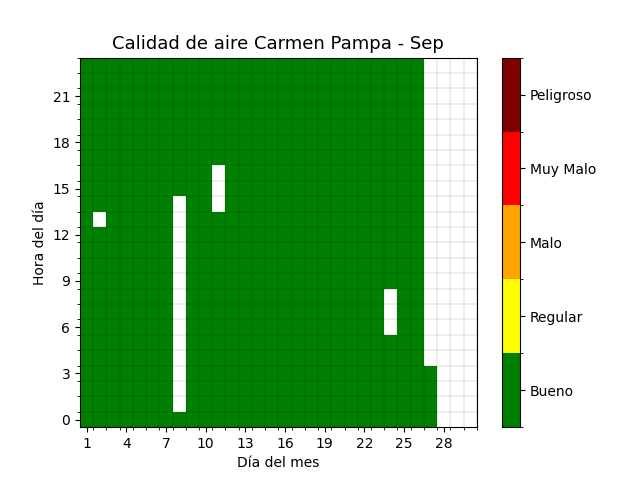 Calidad de aire Carmen Pampa - Sep
21
18
15
12
9
6
3
0
Hora del día
1 4 7 10 13 16 19 22 25 28
Día del mes
Peligroso
Muy Malo
Malo
Regular
Bueno